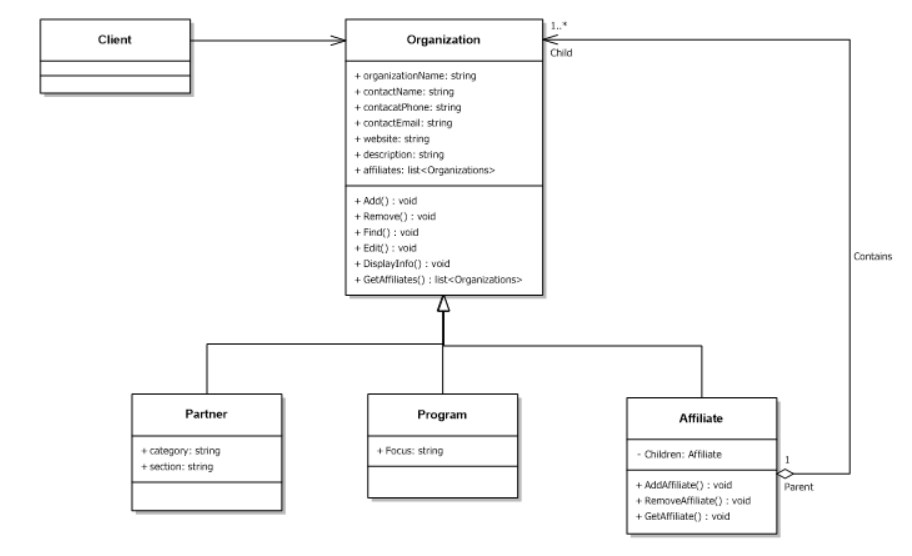 Client
Organization
1..*
Child
+ organizationName: string
+ contactName: string
+ contacatPhone: string
+ contactEmail: string
+ website: string
+ description: string
+ affiliates: list<Organizations>
+ Add() : void
+ Remove() : void
+ Find() : void
+ Edit() : void
+ DisplayInfo() : void
+ GetAffiliates() : list<Organizations>
Contains
Partner
+ category: string
+ section: string
Program
+ Focus: string
Affiliate
- Children: Affiliate
+ AddAffiliate() : void
+ RemoveAffiliate() : void
+ GetAffiliate() : void
1
Parent